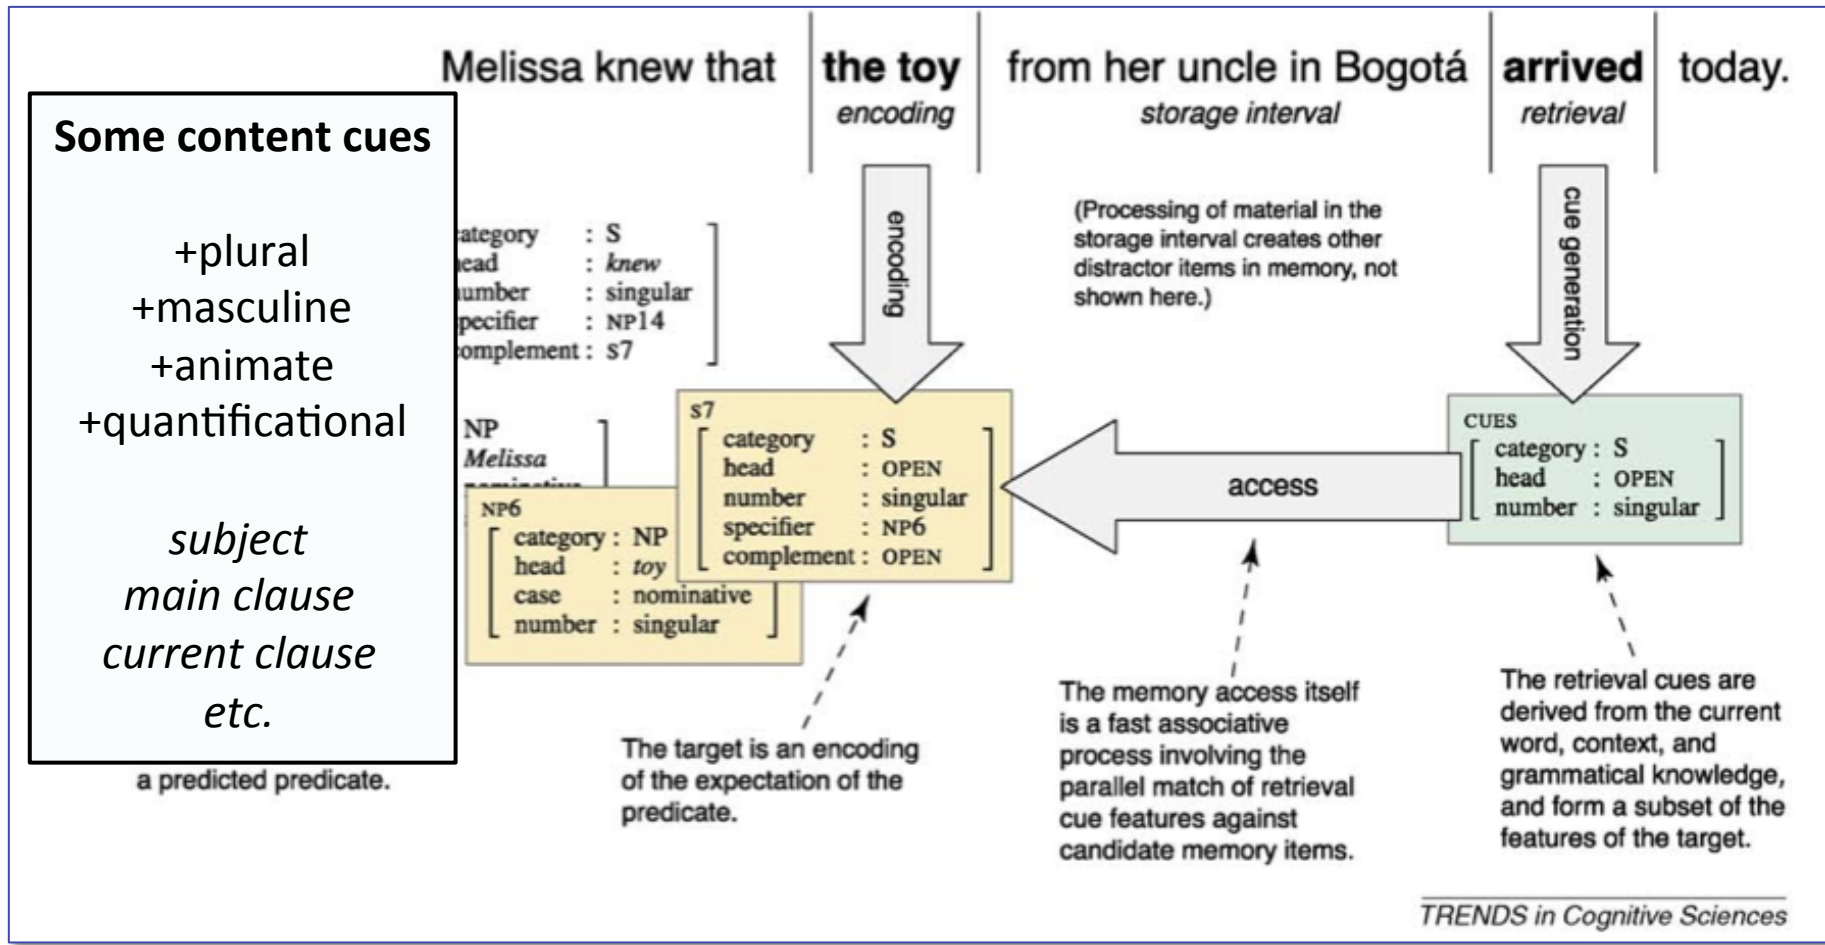 Melissa knew that the toy from her uncle in Bogotá arrived today.
encoding storage interval retrieval
Some content cues
+plural
+masculine
+animate
+quantificational
subject
main clause
current clause
etc.
category : S
head : knew
number : singular
specifier : NP14
complement : S7
NP
Melissa
nominative
encoding
(Processing of material in the
storage interval creates other
distractor items in memory, not
shown here.)
cue generation
S7
category : S
head : OPEN
number : singular
specifier : NP6
complement : OPEN
NP6
category : NP
head : toy
case : nominative
number : singular
access
CUES
category : S
head : OPEN
number : singular
a predicted predicate.
The target is an encoding
of the expectation of the
predicate.
The memory access itself
is a fast associative
process involving the
parallel match of retrieval
cue features against
candidate memory items.
The retrieval cues are
derived from the current
word, context, and
grammatical knowledge,
and form a subset of the
features of the target.
TRENDS in Cognitive Sciences